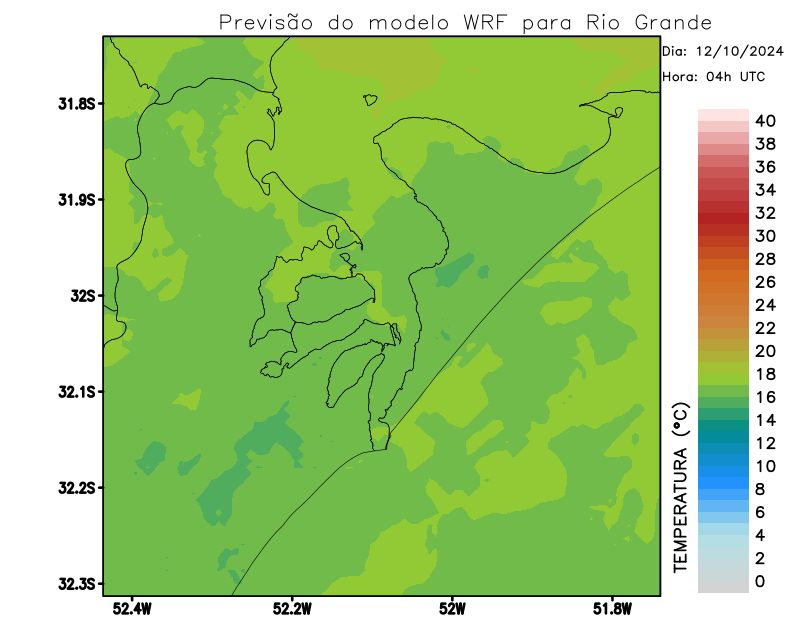 Previsão do modelo WRF para Rio Grande
Dia: 12/10/2024
Hora: 04h UTC
31.8S
31.9S
32S
32.1S
32.2S
32.3S
52.4W
52.2W
52W
51.8W
TEMPERATURA (°C)
40
38
36
34
32
30
28
26
24
22
20
18
16
14
12
10
8
6
4
2
0